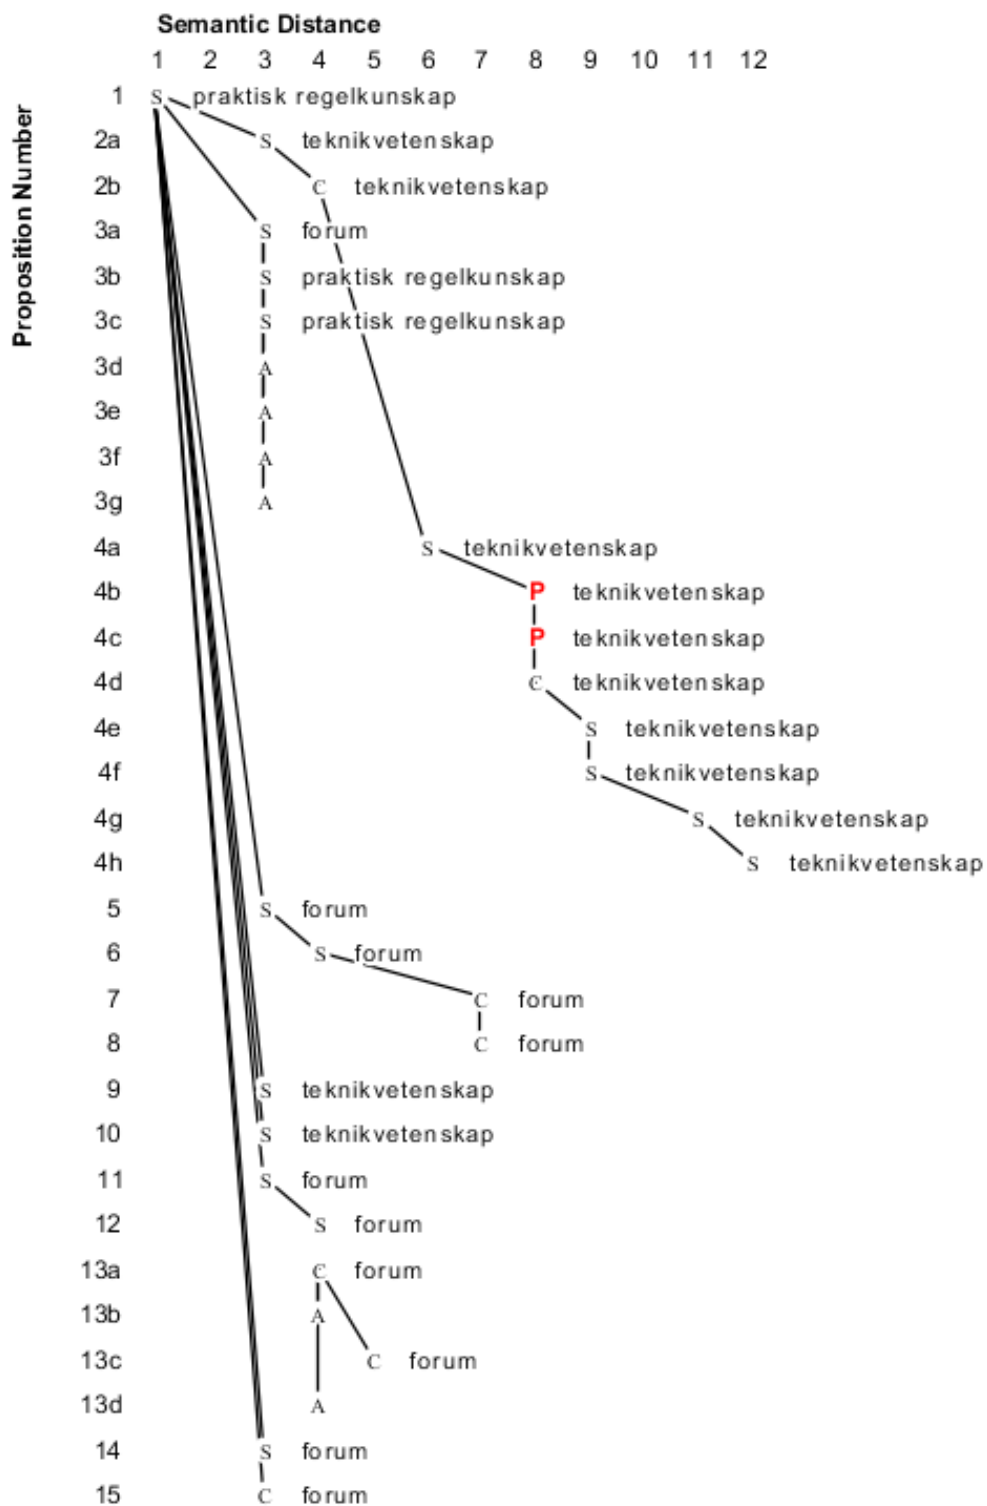 Semantic Distance
1 2 3 4 5 6 7 8 9 10 11 12
Proposition Number
1 S praktisk regelkunskap
2a S teknikvetenskap
2b C teknikvetenskap
3a S forum
3b S praktisk regelkunskap
3c S praktisk regelkunskap
3d A
3e A
3f A
3g A
4a S teknikvetenskap
4b P teknikvetenskap
4c P teknikvetenskap
4d C teknikvetenskap
4e S teknikvetenskap
4f S teknikvetenskap
4g S teknikvetenskap
4h S teknikvetenskap
5 S forum
6 S forum
7 C forum
8 C forum
9 S teknikvetenskap
10 S teknikvetenskap
11 S forum
12 S forum
13a C forum
13b A
13c C forum
13d A
14 S forum
15 C forum